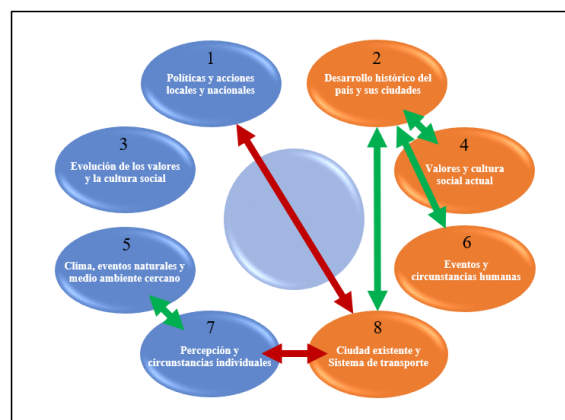 1
Políticas y acciones
locales y nacionales
2
Desarrollo histórico del
país y sus ciudades
3
Evolución de los valores
y la cultura social
4
Valores y cultura
social actual
5
Clima, eventos naturales y
medio ambiente cercano
6
Eventos y
circunstancias humanas
7
Percepción y
circunstancias individuales
8
Ciudad existente y
Sistema de transporte